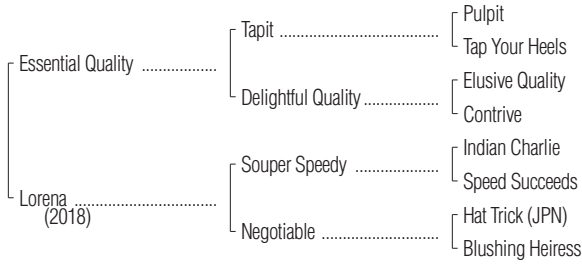 Pulpit
Tapit ....................................
Tap Your Heels
Essential Quality .................
Elusive Quality
Delightful Quality .................
Contrive
Indian Charlie
Souper Speedy ...................
Speed Succeeds
Lorena ................................
(2018)
Hat Trick (JPN)
Negotiable ...........................
Blushing Heiress